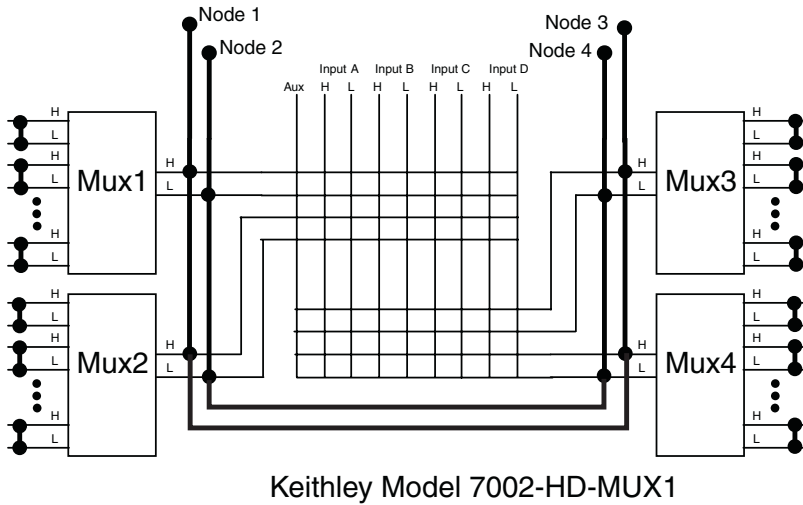 Node 1
Node 3
Node 2
Node 4
Input A Input B Input C Input D
Aux H L H L H L H L
H
L
H
L
H
L
Mux1
H
L
H
L
Mux3
H
L
H
L
H
L
H
L
H
L
H
L
Mux2
H
L
H
L
Mux4
H
L
H
L
H
L
Keithley Model 7002-HD-MUX1